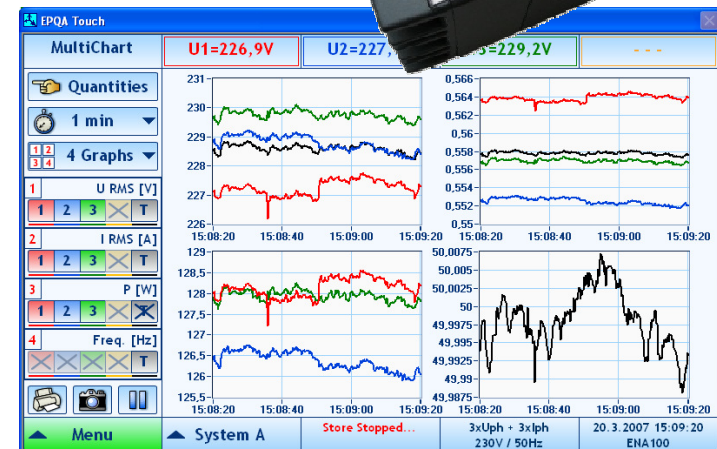 EPQA Touch
MultiChart
U1=226,9V
U2=227,
=229,2V
---
Quantities
1 min
1 2 3 4
4 Graphs
1 U RMS [V]
1 2 3 T
2 I RMS [A]
1 2 3 T
3 P [W]
1 2 3
4 Freq. [Hz]
T
231
230
229
228
227
226
15:08:20 15:08:40 15:09:00 15:09:20
0,566
0,564
0,562
0,56
0,558
0,556
0,554
0,552
0,55
15:08:20 15:08:40 15:09:00 15:09:20
129
128,5
128
127,5
127
126,5
126
125,5
15:08:20 15:08:40 15:09:00 15:09:20
50,0075
50,005
50,0025
50
49,9975
49,995
49,9925
49,99
49,9875
15:08:20 15:08:40 15:09:00 15:09:20
Menu
System A
Store Stopped...
3xUph + 3xIph
230V / 50Hz
20.3.2007 15:09:20
ENA100